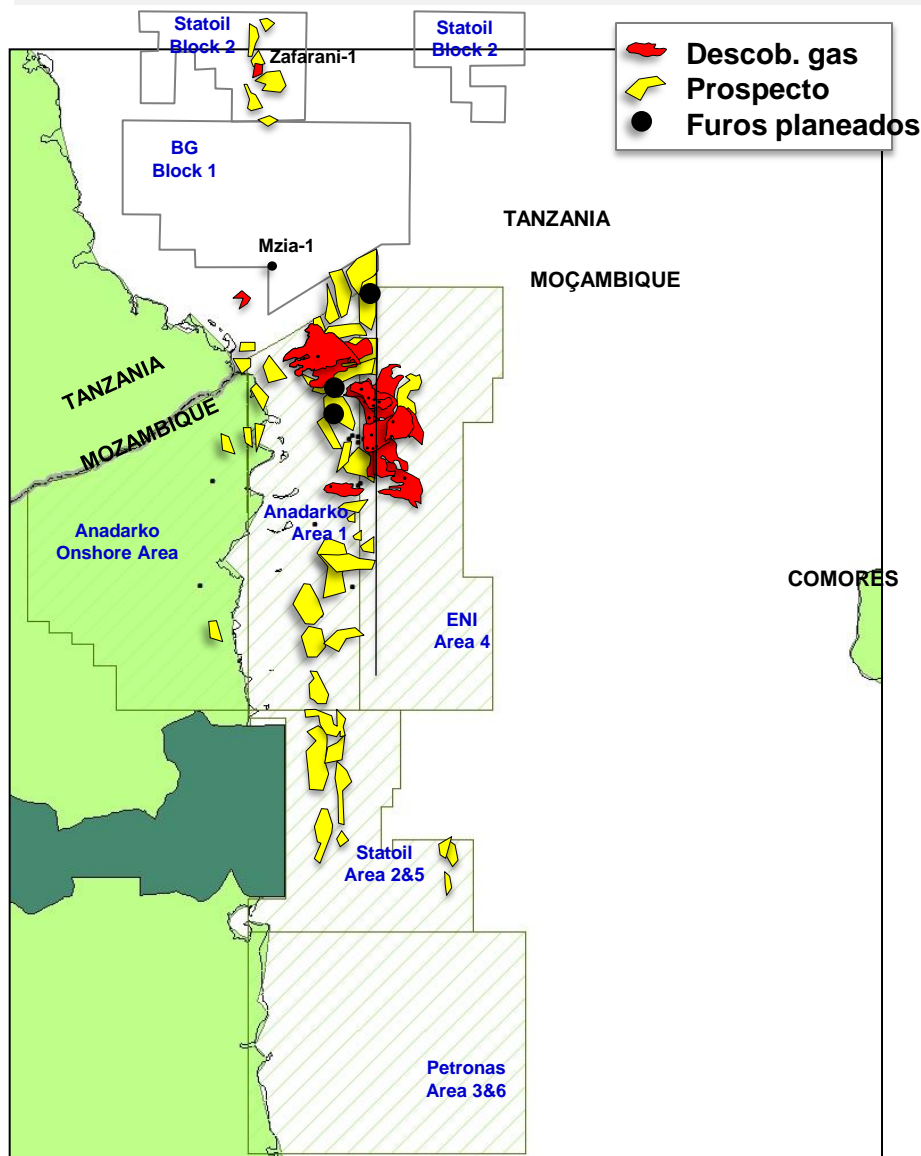 Statoil
Block 2
Zafarani-1
Statoil
Block 2
Descob. gas
Prospecto
Furos planeados
BG
Block 1
Mzia-1
TANZANIA
MOÇAMBIQUE
TANZANIA
MOZAMBIQUE
Anadarko
Onshore Area
Anadarko
Area 1
COMORES
ENI
Area 4
Statoil
Area 2&5
Petronas
Area 3&6